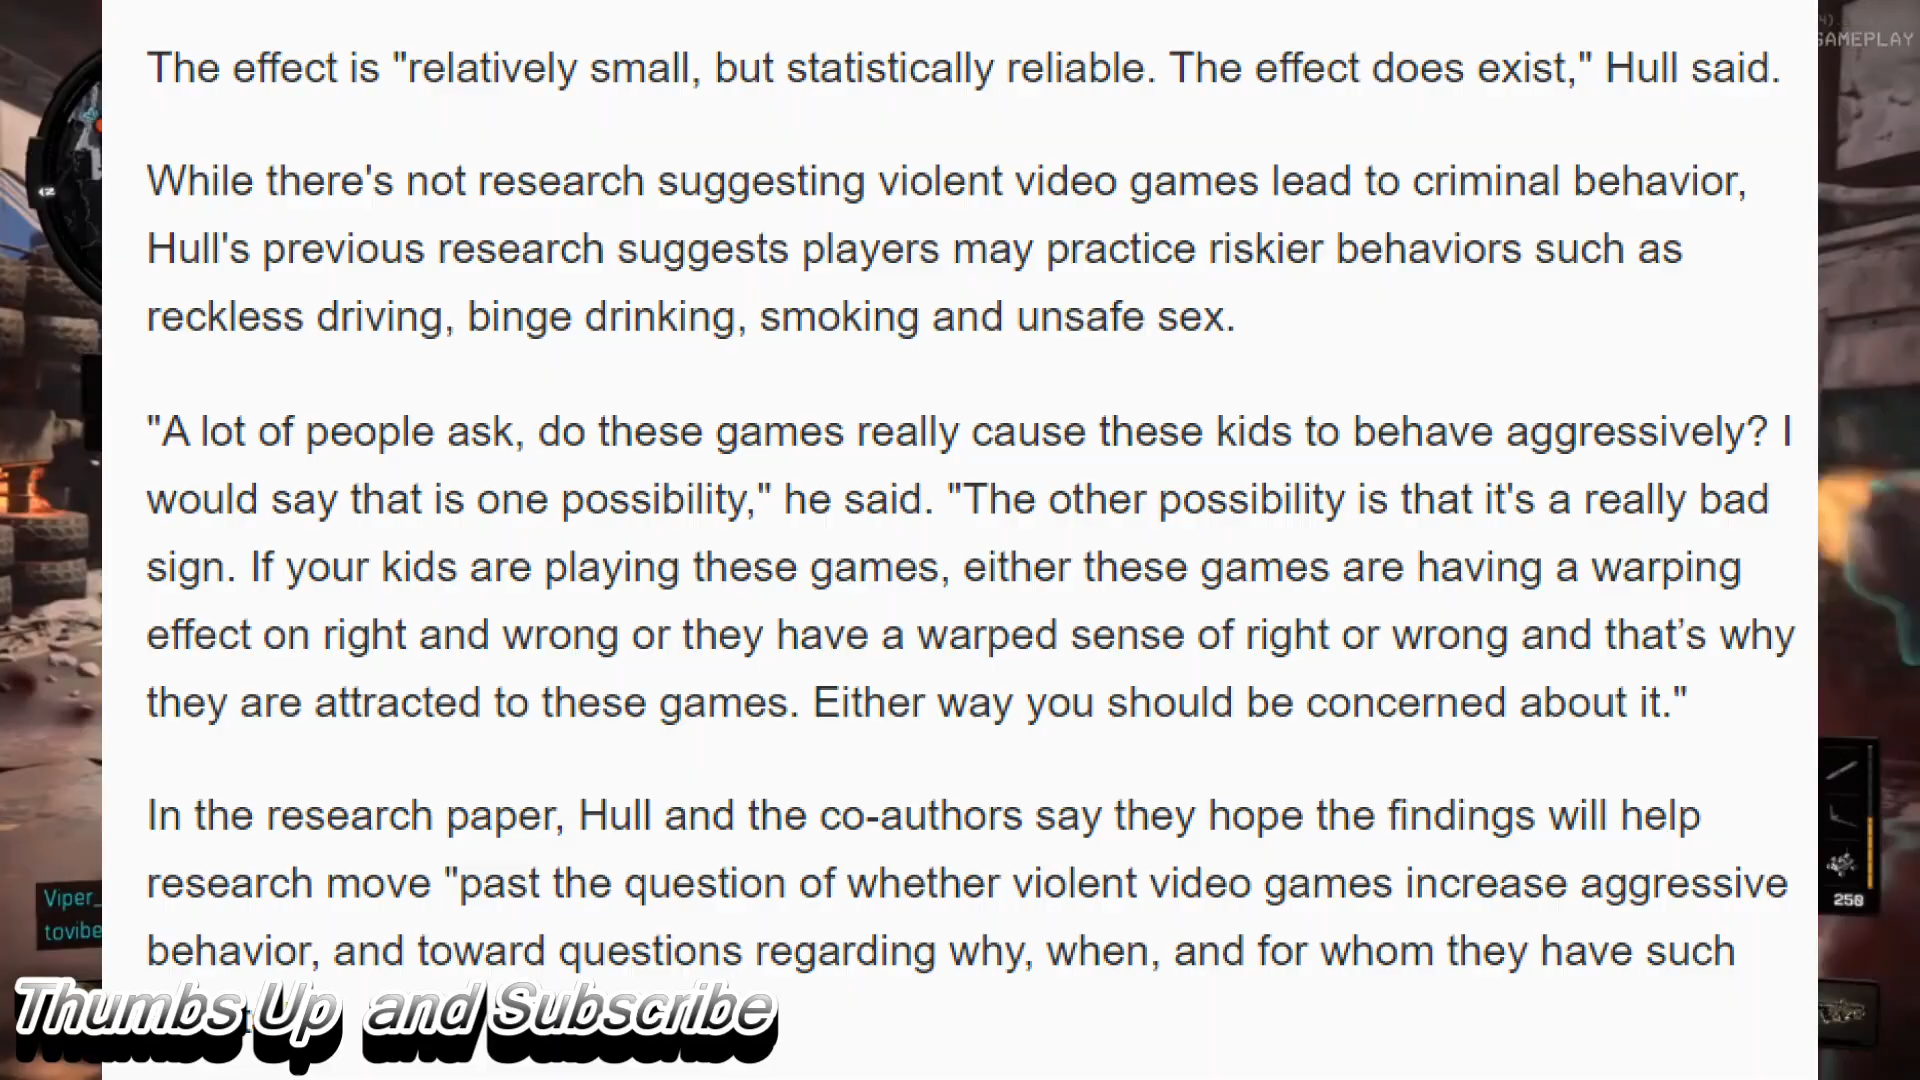 4).
GAMEPLAY
The effect is "relatively small, but statistically reliable. The effect does exist," Hull said.
While there's not research suggesting violent video games lead to criminal behavior,
Hull's previous research suggests players may practice riskier behaviors such as
reckless driving, binge drinking, smoking and unsafe sex.
"A lot of people ask, do these games really cause these kids to behave aggressively? I
would say that is one possibility," he said. "The other possibility is that it's a really bad
sign. If your kids are playing these games, either these games are having a warping
effect on right and wrong or they have a warped sense of right or wrong and that’s why
they are attracted to these games. Either way you should be concerned about it."
In the research paper, Hull and the co-authors say they hope the findings will help
research move "past the question of whether violent video games increase aggressive
behavior, and toward questions regarding why, when, and for whom they have such
Viper_
tovibe
250
Thumbs Up and Subscribe